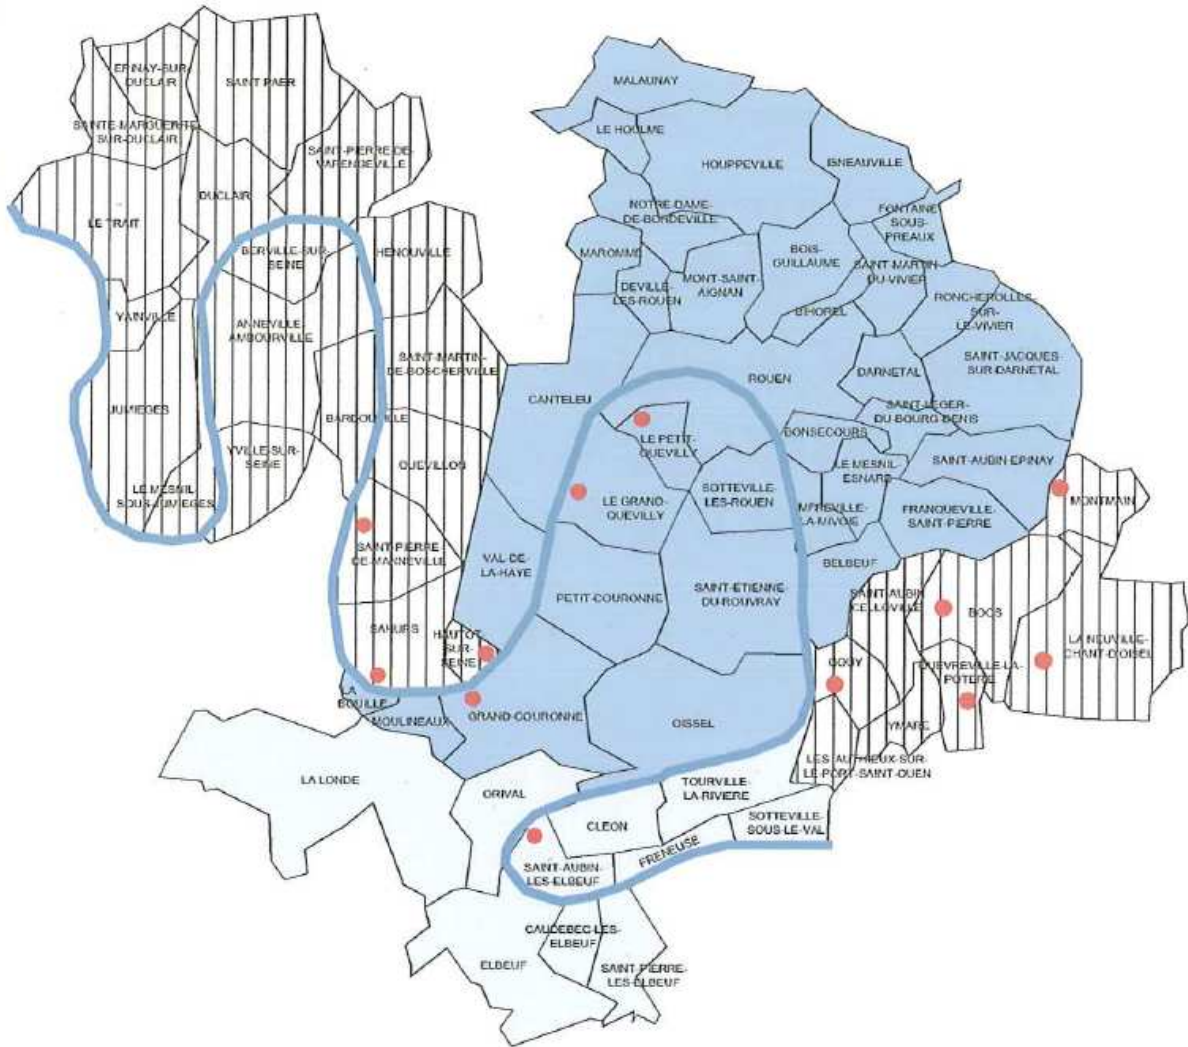 EPINAY-SUR-
DUCLAIR
SAINT PAER
SAINTE-MARGUERITE-
SUR-DUCLAIR
SAINT-PIERRE-DE-
VARENGEVILLE
DUCLAIR
LE TRAIT
BERVILLE-SUR-
SEINE
HENOUVILLE
YAINVILLE
ANNEVILLE-
AMBOURVILLE
SAINT-MARTIN-
DE-BOSCHERVILLE
JUMIEGES
BARDOUVILLE
YVILLE-SUR-
SEINE
QUEVILLON
LE MESNIL
SOUS-JUMIEGES
SAINT-PIERRE
DE-MANNEVILLE
SAHURS
HAUTOT
SUR-
SEINE
VAL-DE-
LA-HAYE
MALAUNAY
LE HOULME
HOUPPEVILLE
ISNEAUVILLE
NOTRE-DAME-
DE-BONDEVILLE
FONTAINE
SOUS-
PREAUX
MAROMME
BOIS-
GUILLAUME
SAINT-MARTIN
DU-VIVIER
DEVILLE-
LES-ROUEN
MONT-SAINT-
AIGNAN
BIHOREL
RONCHEROLLES-
SUR-
LE-VIVIER
SAINT-JACQUES-
SUR-DARNETAL
CANTELEU
ROUEN
DARNETAL
SAINT-LEGER-
DU-BOURG-DENIS
LE PETIT-
QUEVILLY
BONSECOURS
LE MESNIL-
ESNARD
SAINT-AUBIN-EPINAY
SOTTEVILLE-
LES-ROUEN
LE GRAND-
QUEVILLY
AMFREVILLE-
LA-MIVOIE
FRANQUEVILLE-
SAINT-PIERRE
MONTMAIN
BELBEUF
PETIT-COURONNE
SAINT-ETIENNE-
DU-ROUVRAY
SAINT-AUBIN
CELLOVILLE
BOOS
LA NEUVILLE-
CHANT-D'OISEL
GOUY
QUEVREVILLE-LA-
POTERIE
YMARE
LES AUTHIEUX-SUR-
LE-PORT-SAINT-OUEN
LA
BOUILLE
MOULINEAUX
GRAND-COURONNE
OISSEL
LA LONDE
ORIVAL
TOURVILLE-
LA-RIVIERE
CLEON
SOTTEVILLE-
SOUS-LE-VAL
FRENEUSE
SAINT-AUBIN-
LES-ELBEUF
CAUDEBEC-LES-
ELBEUF
ELBEUF
SAINT-PIERRE-
LES-ELBEUF